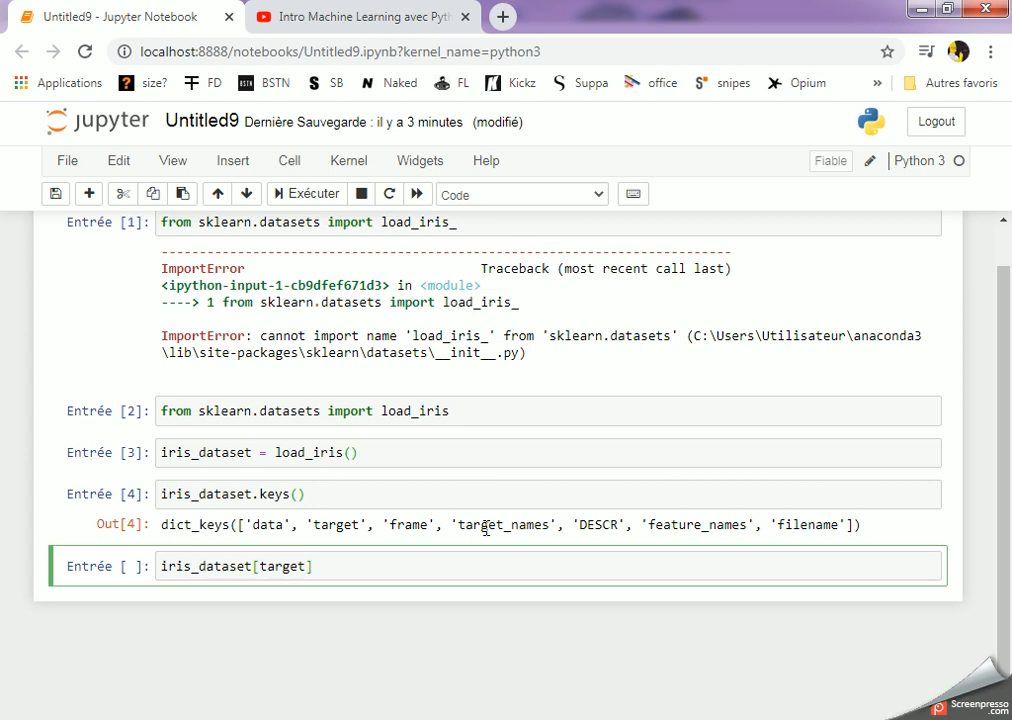 Untitled9 - Jupyter Notebook
Intro Machine Learning avec Pyth
localhost:8888/notebooks/Untitled9.ipynb?kernel_name=python3
Applications
size?
FD
BSTN
SB
Naked
FL
Kickz
Suppa
office
snipes
Opium
»
Autres favoris
jupyter Untitled9 Dernière Sauvegarde : il y a 3 minutes (modifié)
Logout
File Edit View Insert Cell Kernel Widgets Help
Fiable
Python 3
Exécuter
Code
Entrée [1]: from sklearn.datasets import load_iris_
---------------------------------------------------------------------------
ImportError Traceback (most recent call last)
<ipython-input-1-cb9dfef671d3> in <module>
----> 1 from sklearn.datasets import load_iris_
ImportError: cannot import name 'load_iris_' from 'sklearn.datasets' (C:\Users\Utilisateur\anaconda3
\lib\site-packages\sklearn\datasets\__init__.py)
Entrée [2]: from sklearn.datasets import load_iris
Entrée [3]: iris_dataset = load_iris()
Entrée [4]: iris_dataset.keys()
Out[4]: dict_keys(['data', 'target', 'frame', 'target_names', 'DESCR', 'feature_names', 'filename'])
Entrée [ ]: iris_dataset[target]
Screenpresso
.com